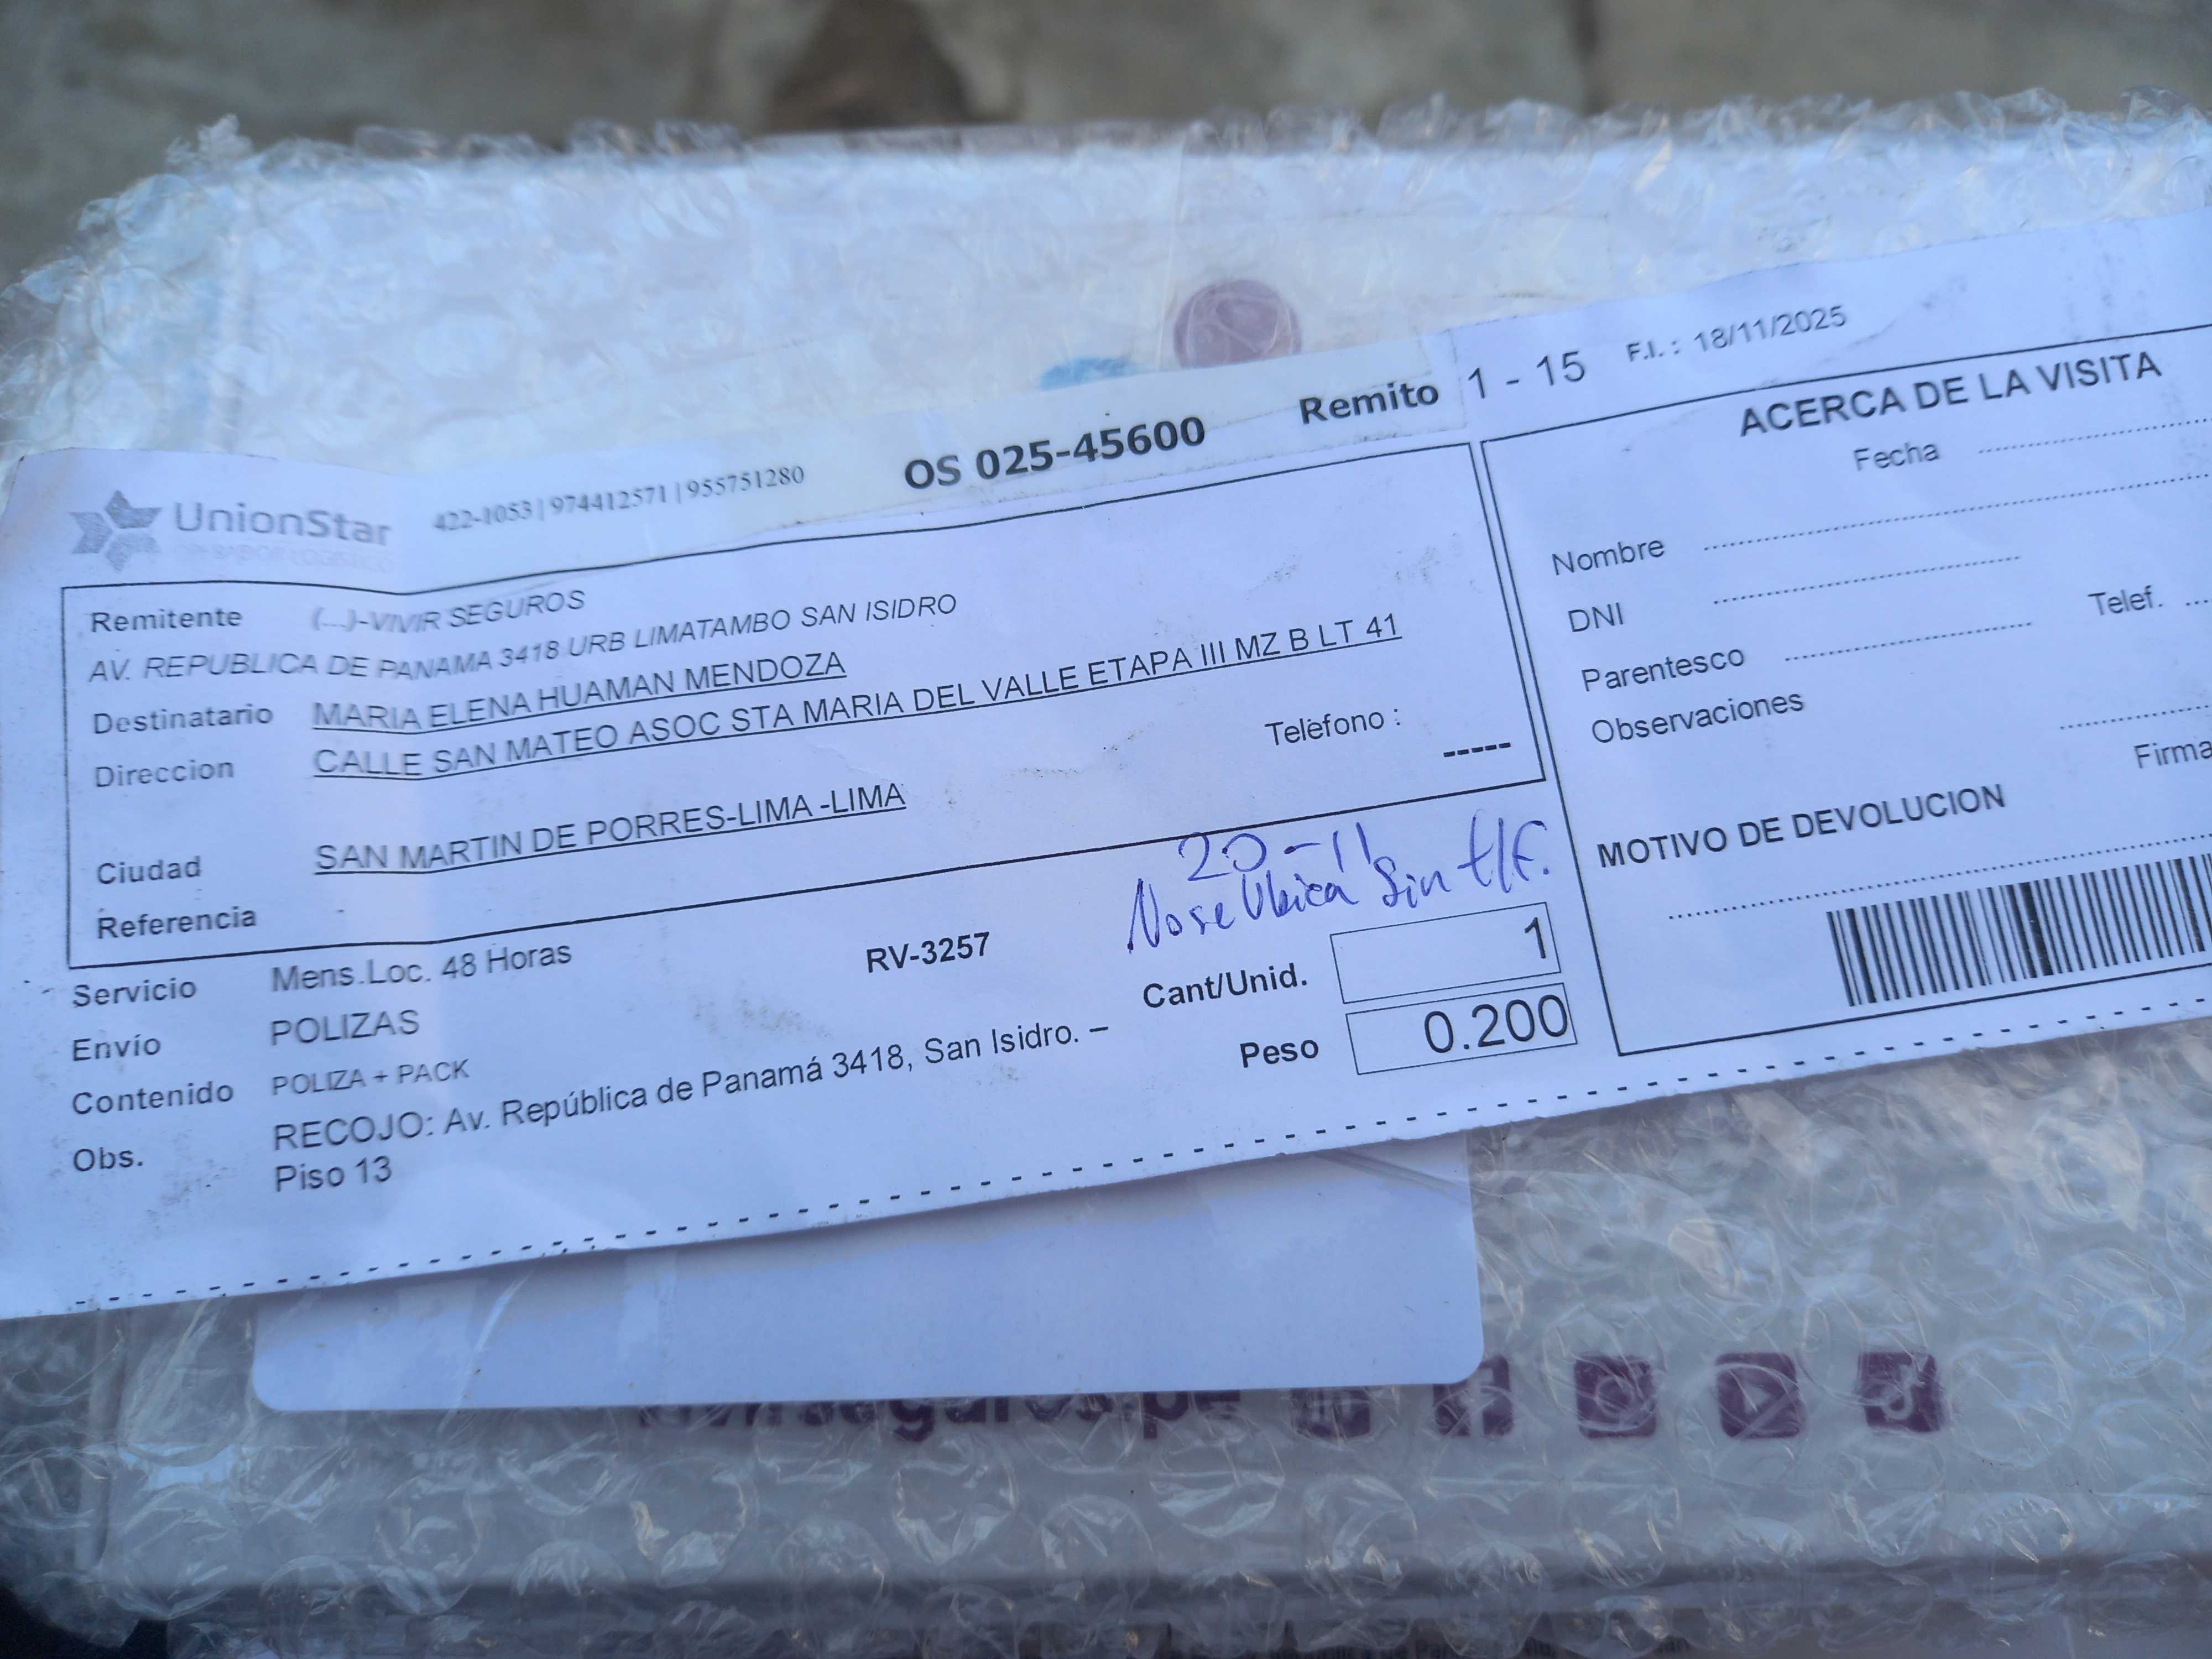 UnionStar
OPERADOR LOGISTICO
422-1053 | 974412571 | 955751280
OS 025-45600
Remito 1 - 15
F.I. : 18/11/2025
Remitente (...)-VIVIR SEGUROS
AV. REPUBLICA DE PANAMA 3418 URB LIMATAMBO SAN ISIDRO
Destinatario MARIA ELENA HUAMAN MENDOZA
Direccion CALLE SAN MATEO ASOC STA MARIA DEL VALLE ETAPA III MZ B LT 41
Telefono : -----
Ciudad SAN MARTIN DE PORRES-LIMA -LIMA
Referencia .
20-11
No se Ubica Sin t/f.
Servicio Mens.Loc. 48 Horas
RV-3257
Envío POLIZAS
Contenido POLIZA + PACK
Obs. RECOJO: Av. República de Panamá 3418, San Isidro. –
Piso 13
Cant/Unid. 1
Peso 0.200
ACERCA DE LA VISITA
Fecha
Nombre
DNI
Telef.
Parentesco
Observaciones
Firma
MOTIVO DE DEVOLUCION